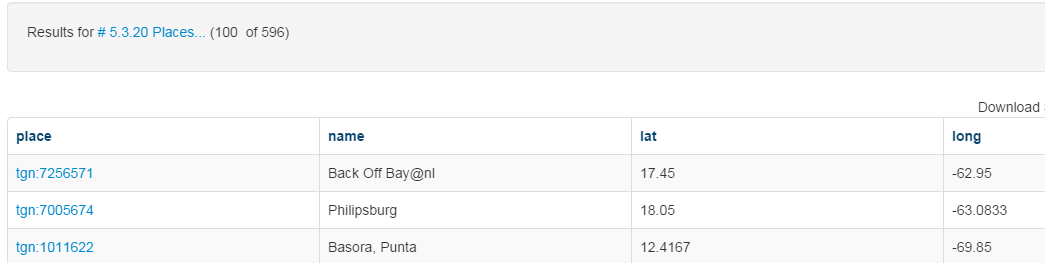 Results for # 5.3.20 Places... (100 of 596)
Download
place name lat long
tgn:7256571 Back Off Bay@nl 17.45 -62.95
tgn:7005674 Philipsburg 18.05 -63.0833
tgn:1011622 Basora, Punta 12.4167 -69.85